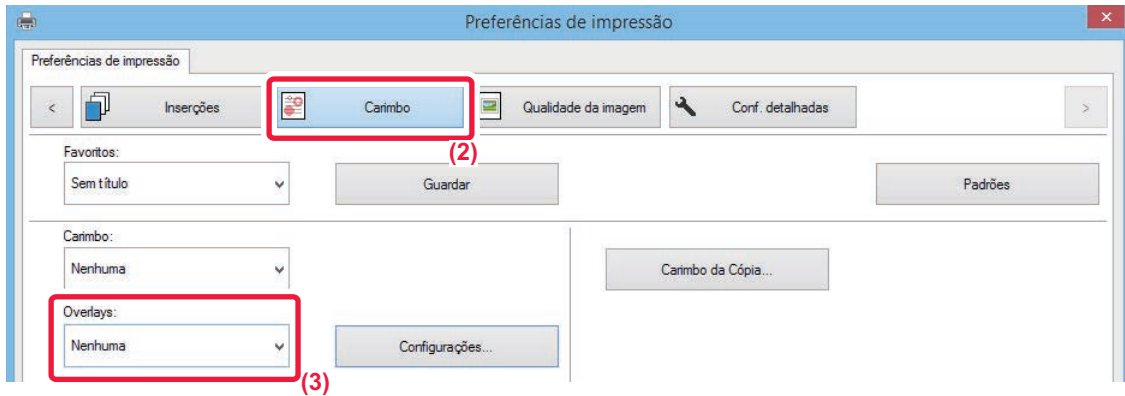 Preferências de impressão
×
Preferências de impressão
< Inserções Carimbo Qualidade da imagem Conf. detalhadas >
(2)
Favoritos:
Sem título Guardar Padrões
Carimbo:
Nenhuma Carimbo da Cópia...
Overlays:
Nenhuma Configurações...
(3)